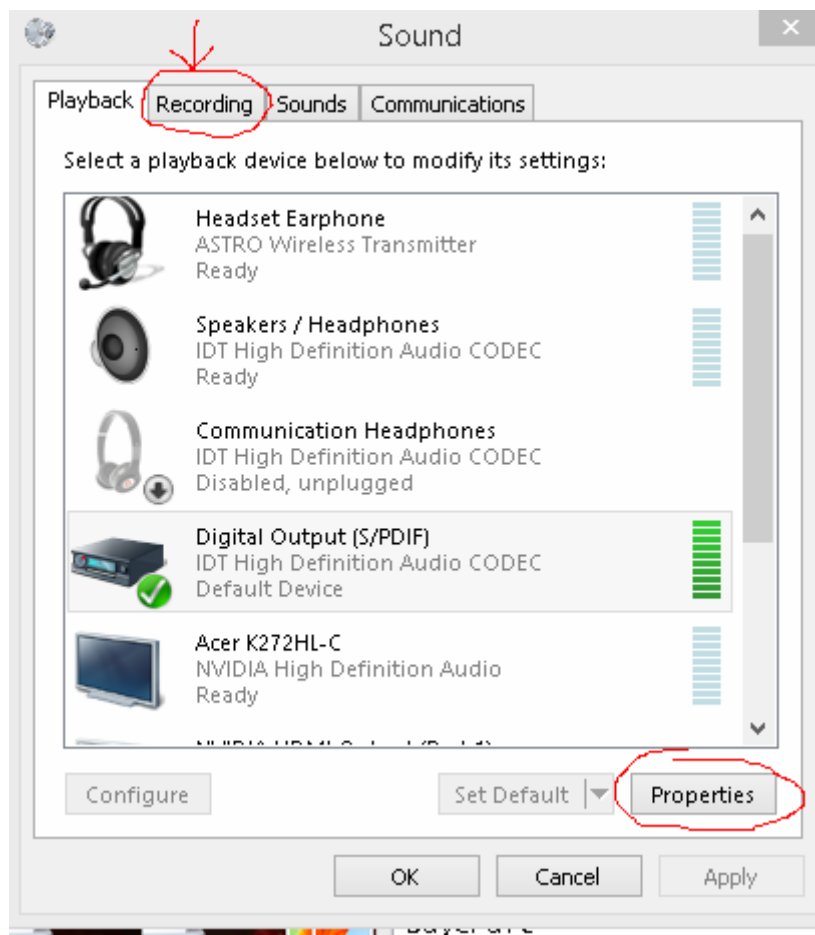 Sound
Playback Recording Sounds Communications
Select a playback device below to modify its settings:
Headset Earphone
ASTRO Wireless Transmitter
Ready
Speakers / Headphones
IDT High Definition Audio CODEC
Ready
Communication Headphones
IDT High Definition Audio CODEC
Disabled, unplugged
Digital Output (S/PDIF)
IDT High Definition Audio CODEC
Default Device
Acer K272HL-C
NVIDIA High Definition Audio
Ready
Configure Set Default Properties
OK Cancel Apply